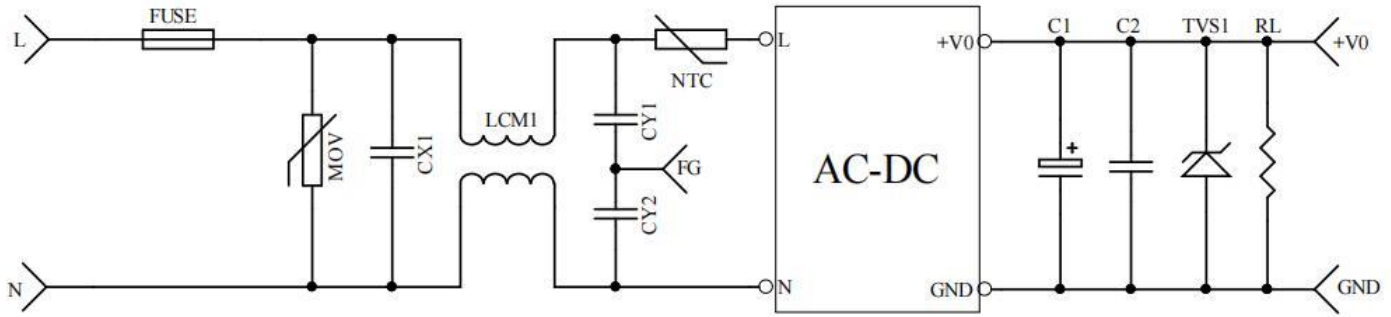 FUSE
L
MOV
CX1
LCM1
CY1
FG
CY2
NTC
L
N
AC-DC
+V0
GND
C1
C2
TVS1
RL
+
+V0
N
GND